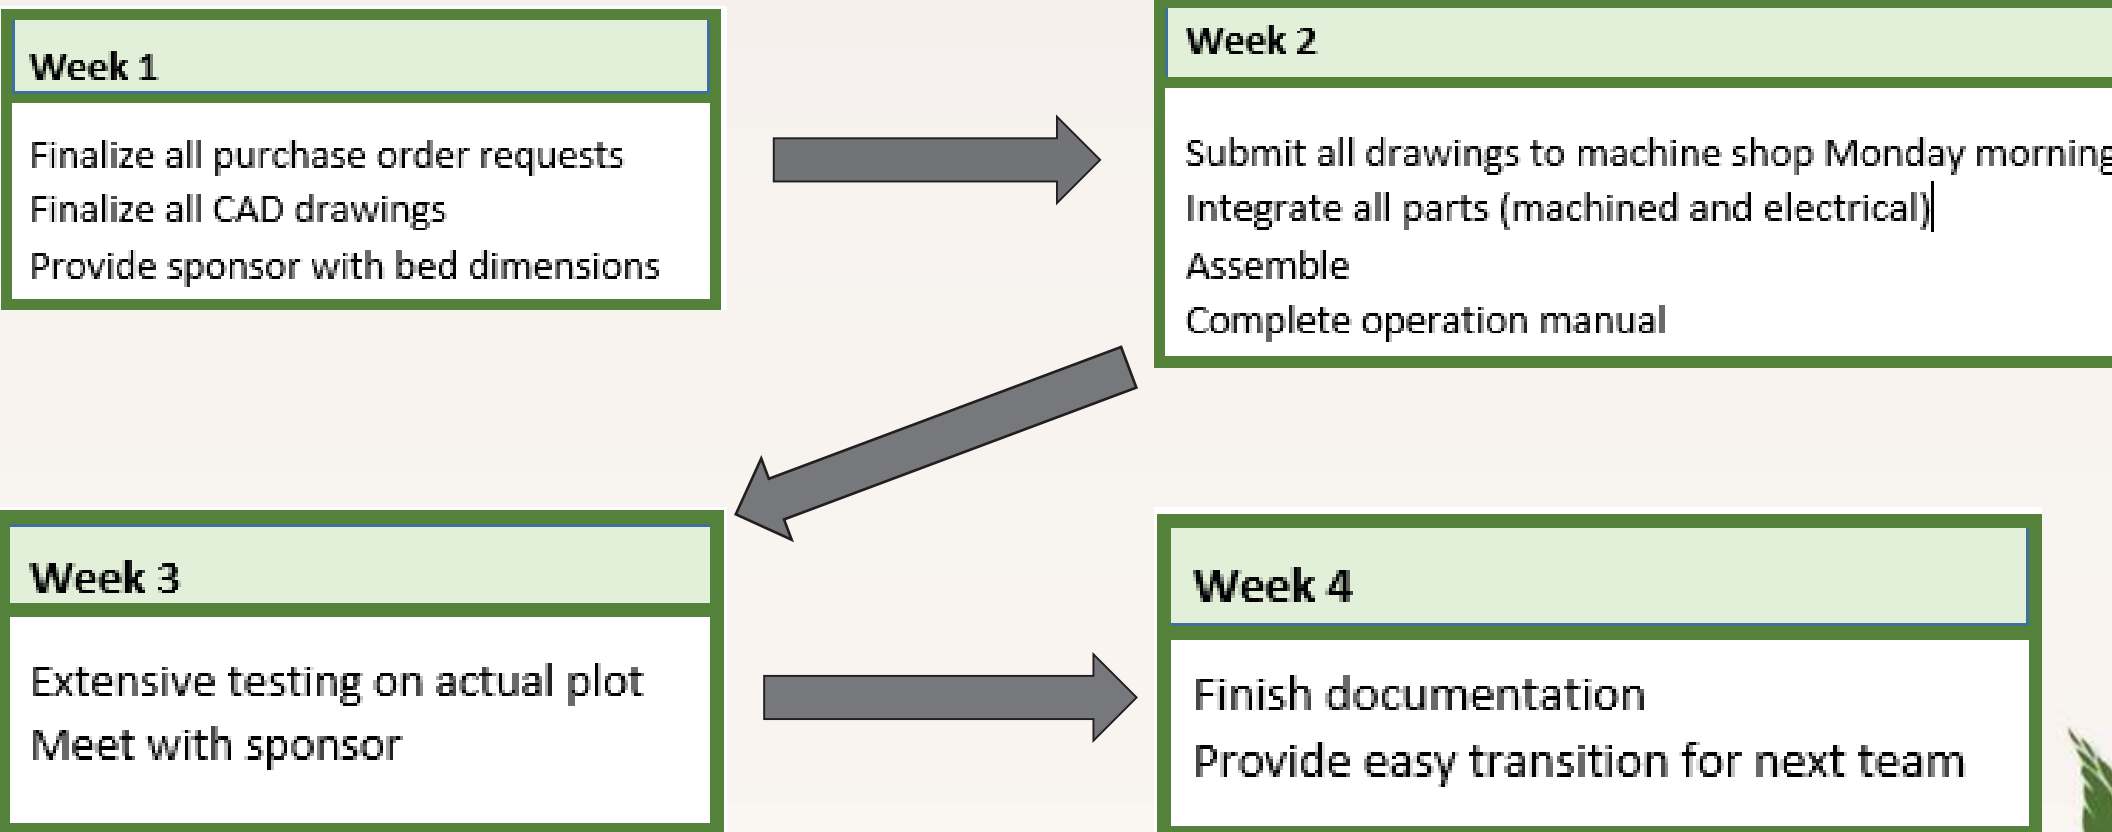 Week 1
Finalize all purchase order requests
Finalize all CAD drawings
Provide sponsor with bed dimensions
Week 2
Submit all drawings to machine shop Monday morning
Integrate all parts (machined and electrical)
Assemble
Complete operation manual
Week 3
Extensive testing on actual plot
Meet with sponsor
Week 4
Finish documentation
Provide easy transition for next team